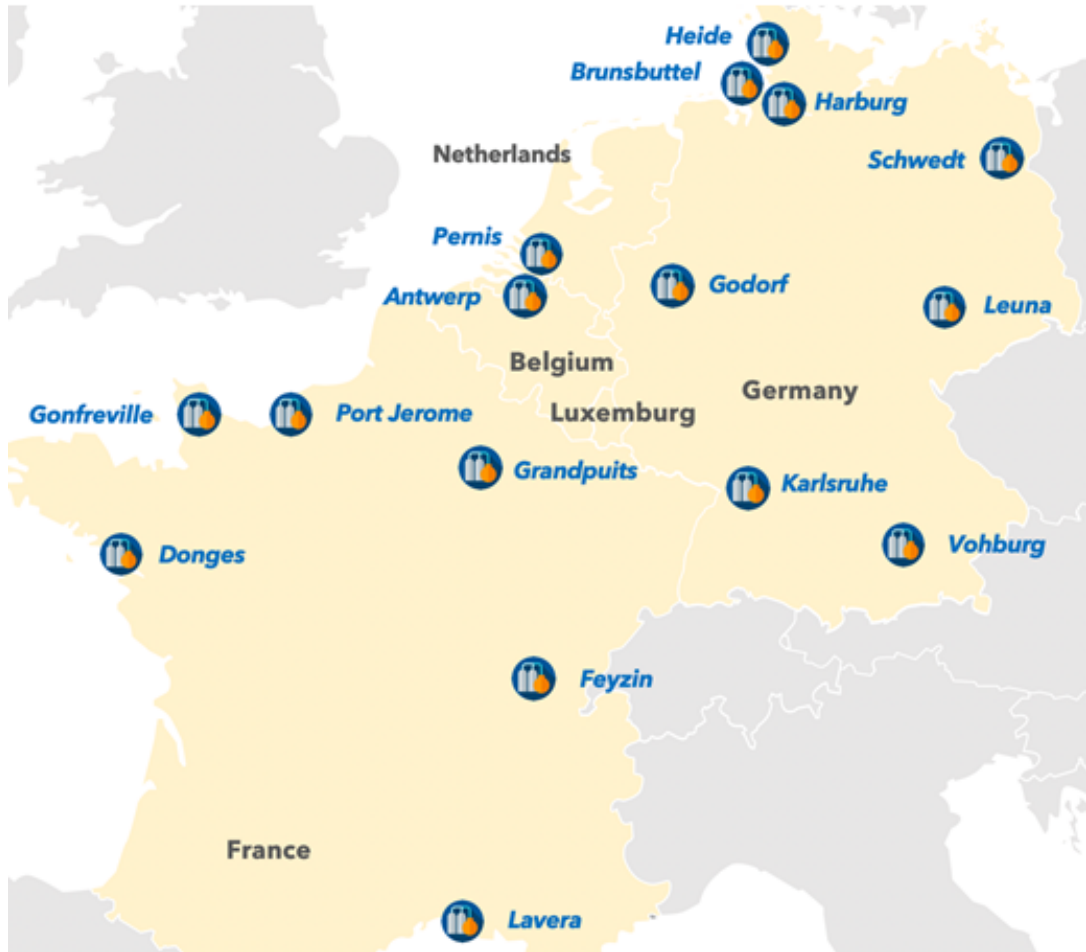 Heide
Brunsbuttel
Harburg
Netherlands
Schwedt
Pernis
Godorf
Antwerp
Leuna
Belgium
Germany
Gonfreville
Port Jerome
Luxemburg
Grandpuits
Karlsruhe
Donges
Vohburg
Feyzin
France
Lavera